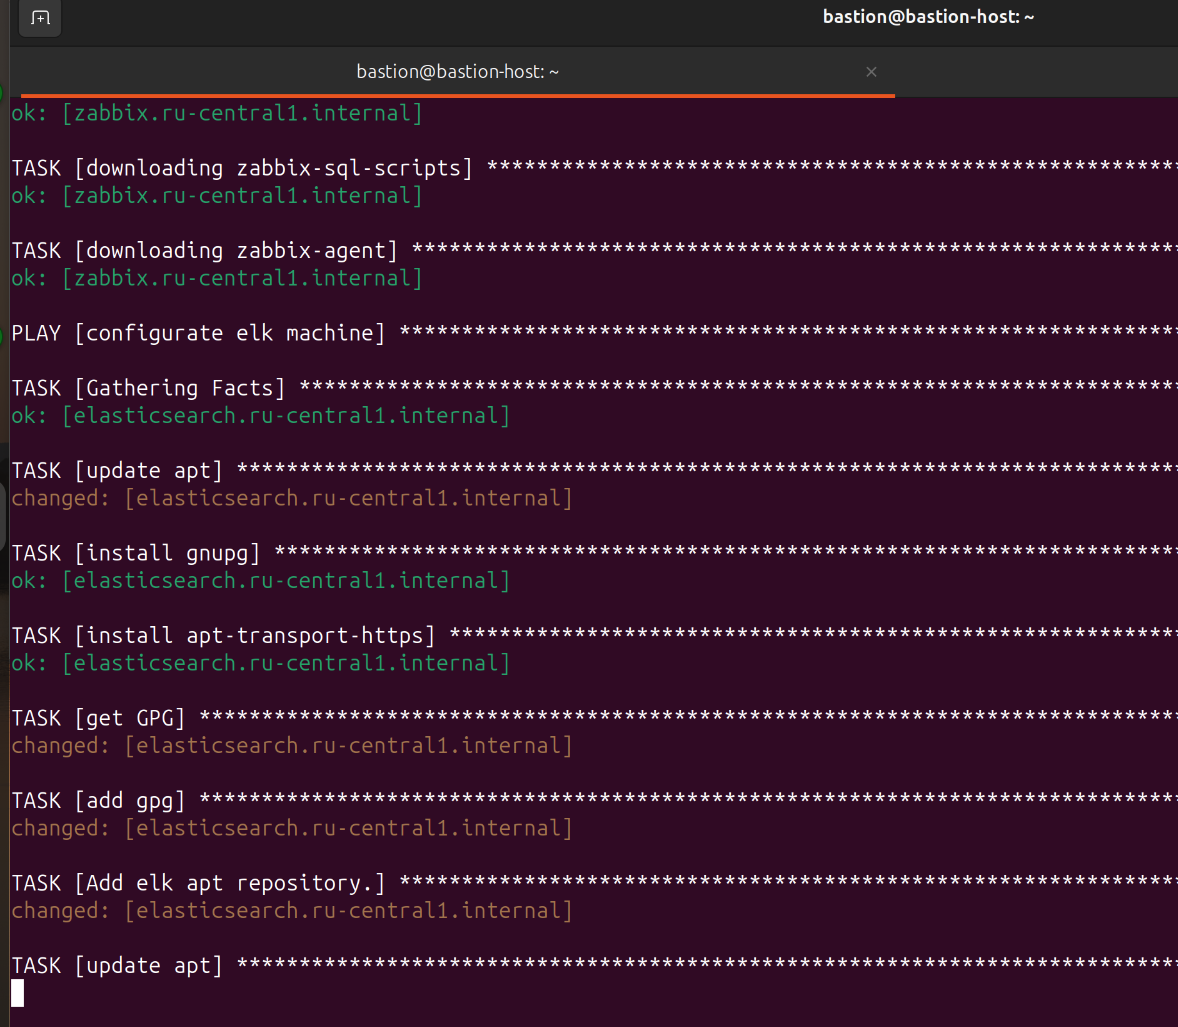 bastion@bastion-host: ~
bastion@bastion-host: ~
ok: [zabbix.ru-central1.internal]
TASK [downloading zabbix-sql-scripts] *******************************************************
ok: [zabbix.ru-central1.internal]
TASK [downloading zabbix-agent] *************************************************************
ok: [zabbix.ru-central1.internal]
PLAY [configurate elk machine] **************************************************************
TASK [Gathering Facts] **********************************************************************
ok: [elasticsearch.ru-central1.internal]
TASK [update apt] ***************************************************************************
changed: [elasticsearch.ru-central1.internal]
TASK [install gnupg] ************************************************************************
ok: [elasticsearch.ru-central1.internal]
TASK [install apt-transport-https] **********************************************************
ok: [elasticsearch.ru-central1.internal]
TASK [get GPG] ******************************************************************************
changed: [elasticsearch.ru-central1.internal]
TASK [add gpg] ******************************************************************************
changed: [elasticsearch.ru-central1.internal]
TASK [Add elk apt repository.] **************************************************************
changed: [elasticsearch.ru-central1.internal]
TASK [update apt] ***************************************************************************